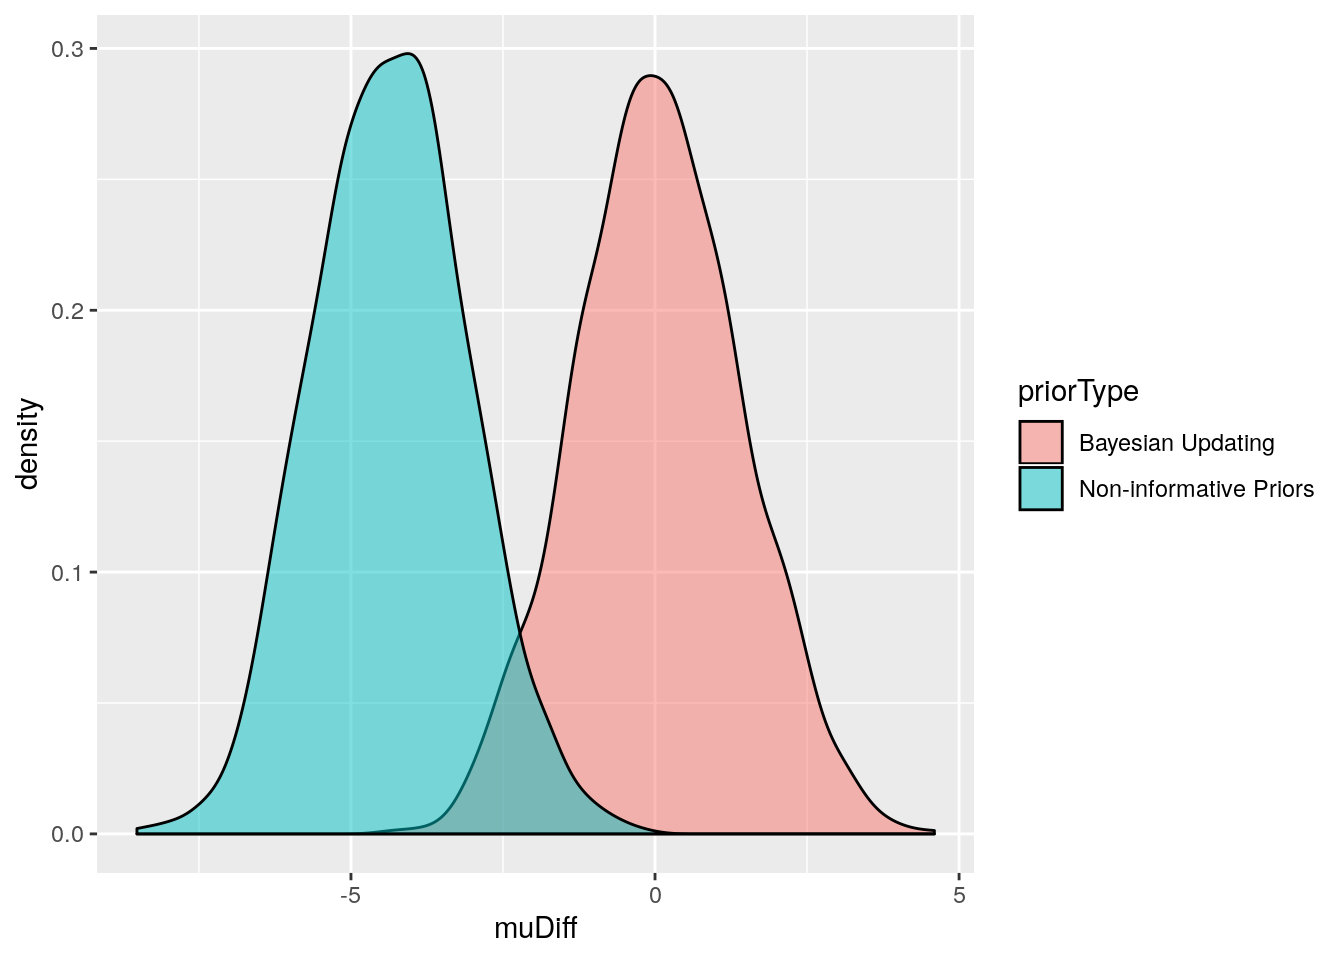 0.3
0.2
0.1
0.0
density
-5
0
5
muDiff
priorType
Bayesian Updating
Non-informative Priors